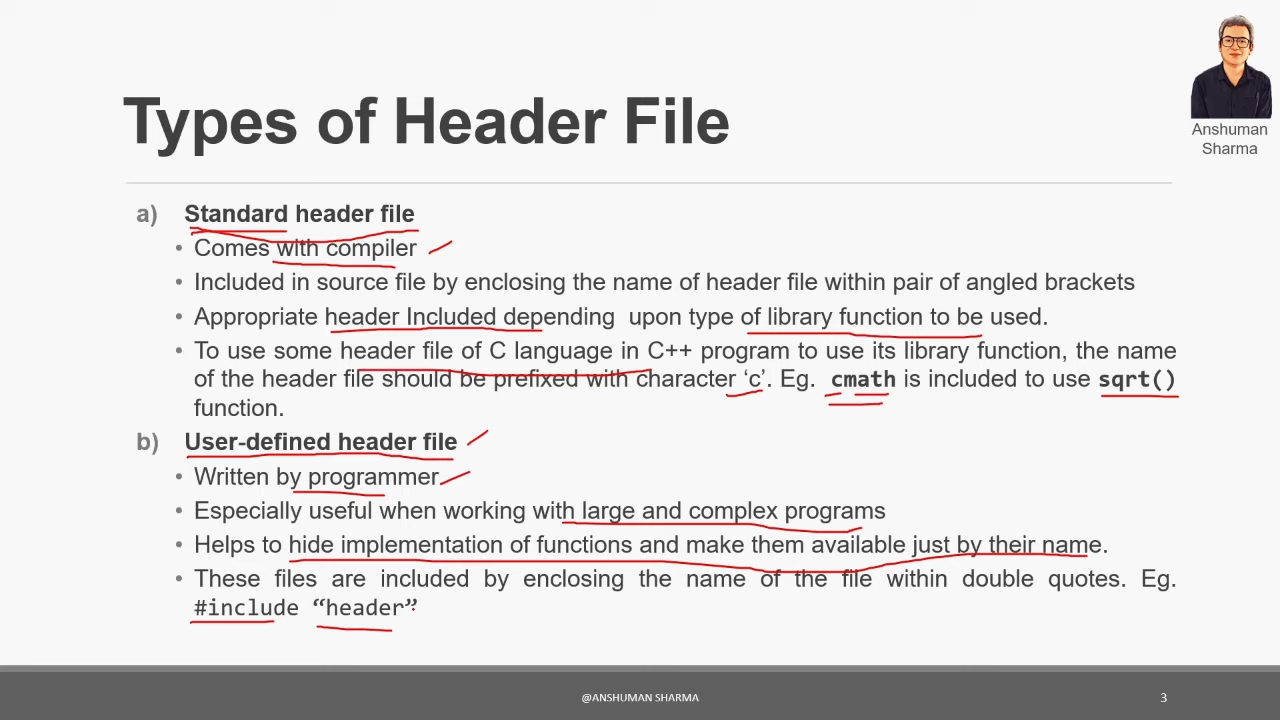 Types of Header File
Anshuman
Sharma
a) Standard header file
• Comes with compiler
• Included in source file by enclosing the name of header file within pair of angled brackets
• Appropriate header Included depending upon type of library function to be used.
• To use some header file of C language in C++ program to use its library function, the name
of the header file should be prefixed with character ‘c’. Eg. cmath is included to use sqrt()
function.
b) User-defined header file
• Written by programmer
• Especially useful when working with large and complex programs
• Helps to hide implementation of functions and make them available just by their name.
• These files are included by enclosing the name of the file within double quotes. Eg.
#include “header”
@ANSHUMAN SHARMA
3